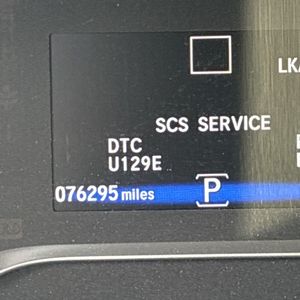 LKA
SCS SERVICE
DTC
U129E
076295 miles
P